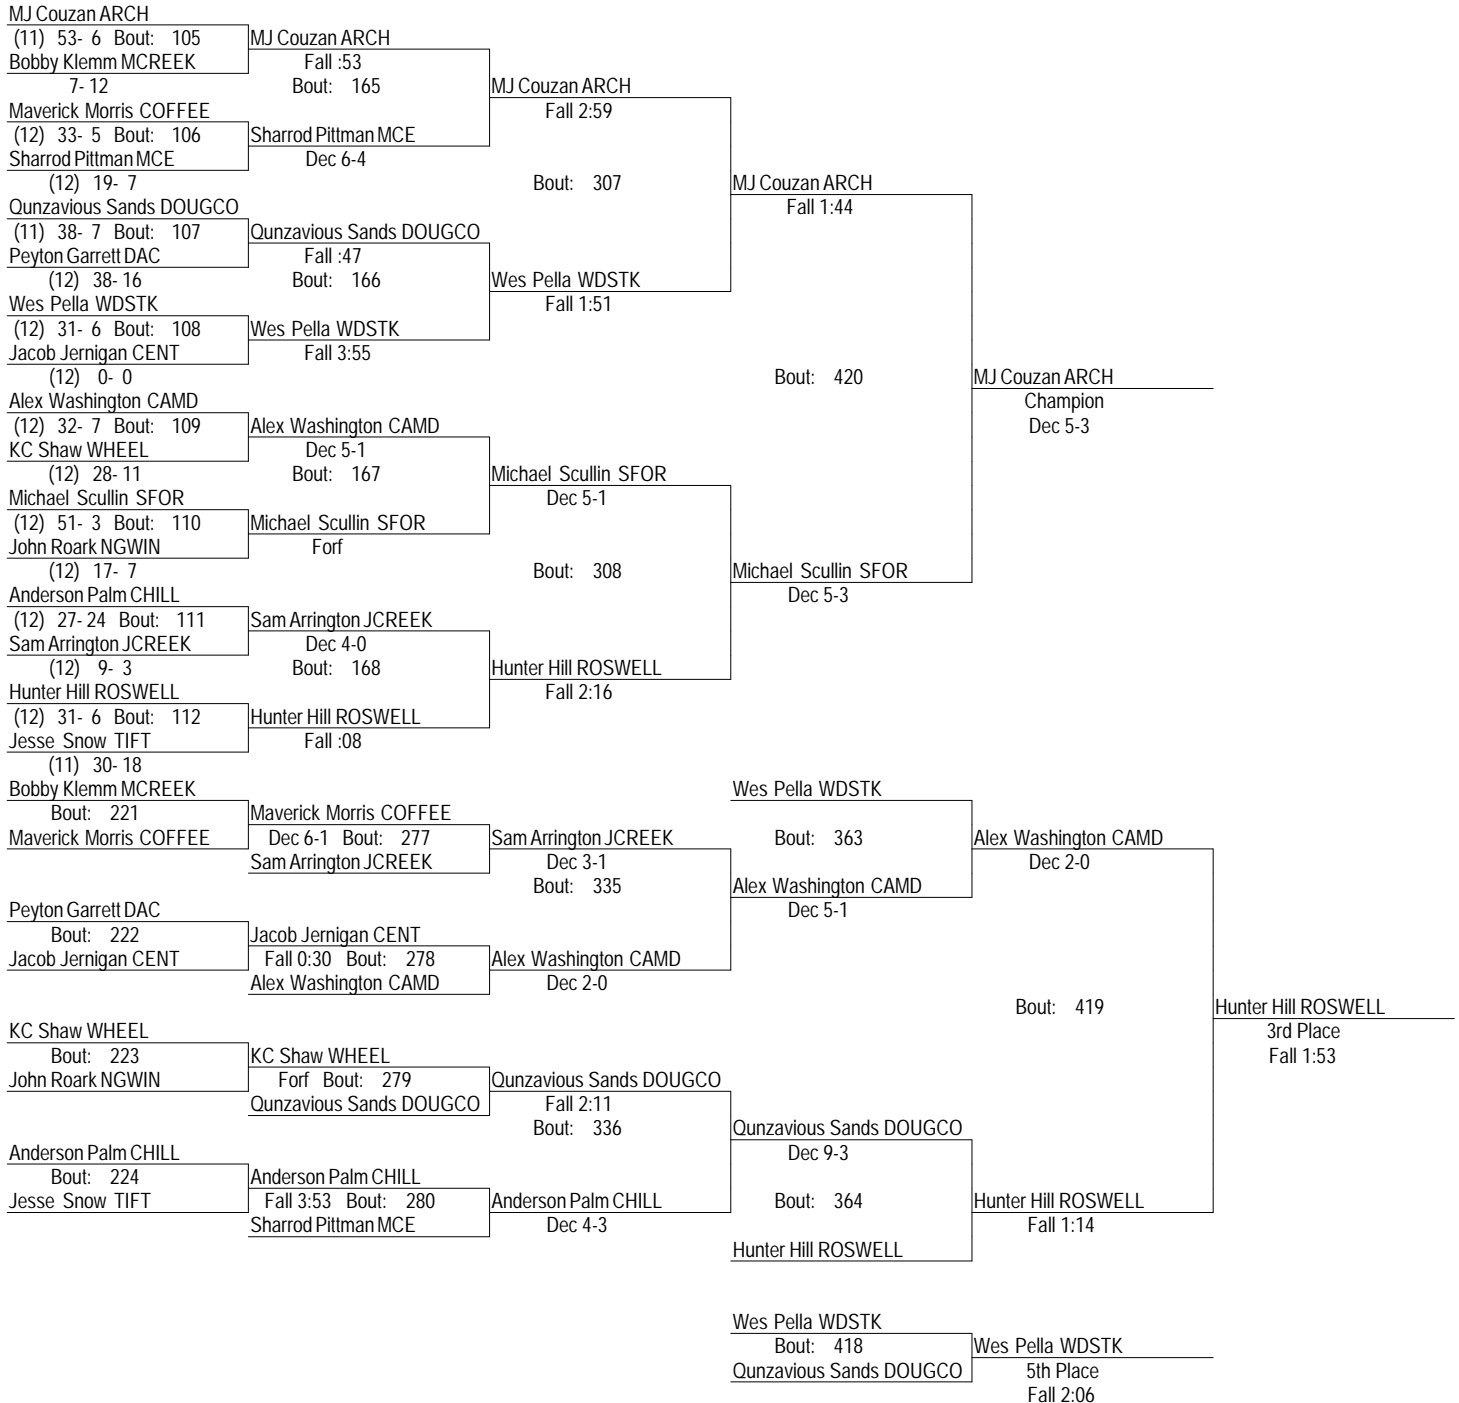 MJ Couzan ARCH
(11) 53- 6 Bout: 105
Bobby Klemm MCREEK
7- 12
Maverick Morris COFFEE
(12) 33- 5 Bout: 106
Sharrod Pittman MCE
(12) 19- 7
Qunzavious Sands DOUGCO
(11) 38- 7 Bout: 107
Peyton Garrett DAC
(12) 38- 16
Wes Pella WDSTK
(12) 31- 6 Bout: 108
Jacob Jernigan CENT
(12) 0- 0
Alex Washington CAMD
(12) 32- 7 Bout: 109
KC Shaw WHEEL
(12) 28- 11
Michael Scullin SFOR
(12) 51- 3 Bout: 110
John Roark NGWIN
(12) 17- 7
Anderson Palm CHILL
(12) 27- 24 Bout: 111
Sam Arrington JCREEK
(12) 9- 3
Hunter Hill ROSWELL
(12) 31- 6 Bout: 112
Jesse Snow TIFT
(11) 30- 18
MJ Couzan ARCH
Fall :53
Bout: 165
Sharrod Pittman MCE
Dec 6-4
Qunzavious Sands DOUGCO
Fall :47
Bout: 166
Wes Pella WDSTK
Fall 3:55
Alex Washington CAMD
Dec 5-1
Bout: 167
Michael Scullin SFOR
Forf
Sam Arrington JCREEK
Dec 4-0
Bout: 168
Hunter Hill ROSWELL
Fall :08
MJ Couzan ARCH
Fall 2:59
Bout: 307
Wes Pella WDSTK
Fall 1:51
Michael Scullin SFOR
Dec 5-1
Bout: 308
Hunter Hill ROSWELL
Fall 2:16
MJ Couzan ARCH
Fall 1:44
Bout: 420
Michael Scullin SFOR
Dec 5-3
MJ Couzan ARCH
Champion
Dec 5-3
Bobby Klemm MCREEK
Bout: 221
Maverick Morris COFFEE
Peyton Garrett DAC
Bout: 222
Jacob Jernigan CENT
KC Shaw WHEEL
Bout: 223
John Roark NGWIN
Anderson Palm CHILL
Bout: 224
Jesse Snow TIFT
Maverick Morris COFFEE
Dec 6-1 Bout: 277
Sam Arrington JCREEK
Jacob Jernigan CENT
Fall 0:30 Bout: 278
Alex Washington CAMD
KC Shaw WHEEL
Forf Bout: 279
Qunzavious Sands DOUGCO
Anderson Palm CHILL
Fall 3:53 Bout: 280
Sharrod Pittman MCE
Sam Arrington JCREEK
Dec 3-1
Bout: 335
Alex Washington CAMD
Dec 2-0
Qunzavious Sands DOUGCO
Fall 2:11
Bout: 336
Anderson Palm CHILL
Dec 4-3
Wes Pella WDSTK
Bout: 363
Alex Washington CAMD
Dec 5-1
Qunzavious Sands DOUGCO
Dec 9-3
Bout: 364
Hunter Hill ROSWELL
Alex Washington CAMD
Dec 2-0
Bout: 419
Hunter Hill ROSWELL
Fall 1:14
Hunter Hill ROSWELL
3rd Place
Fall 1:53
Wes Pella WDSTK
Bout: 418
Qunzavious Sands DOUGCO
Wes Pella WDSTK
5th Place
Fall 2:06